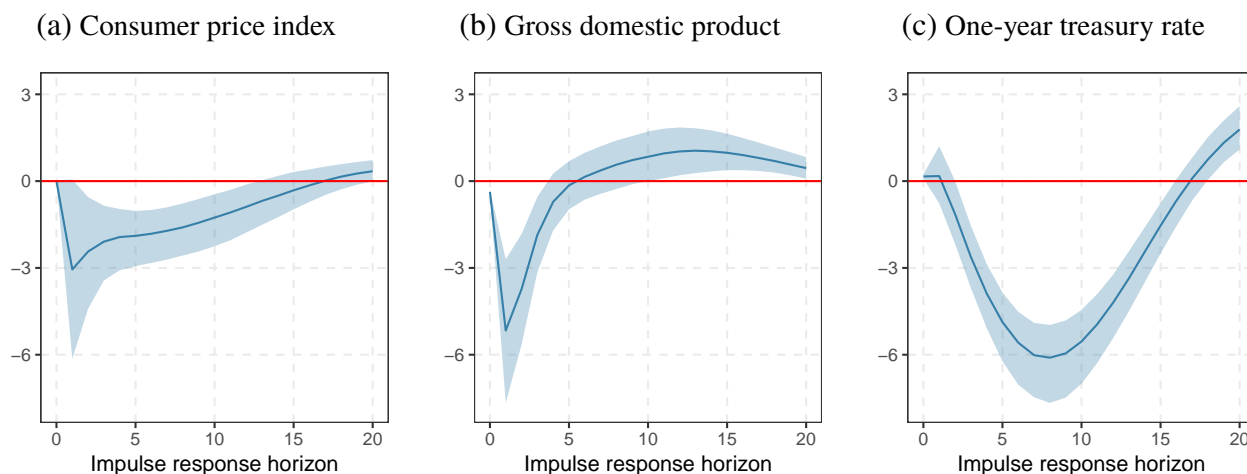 (a) Consumer price index
3
0
−3
−6
0 5 10 15 20
Impulse response horizon
(b) Gross domestic product
3
0
−3
−6
0 5 10 15 20
Impulse response horizon
(c) One-year treasury rate
3
0
−3
−6
0 5 10 15 20
Impulse response horizon